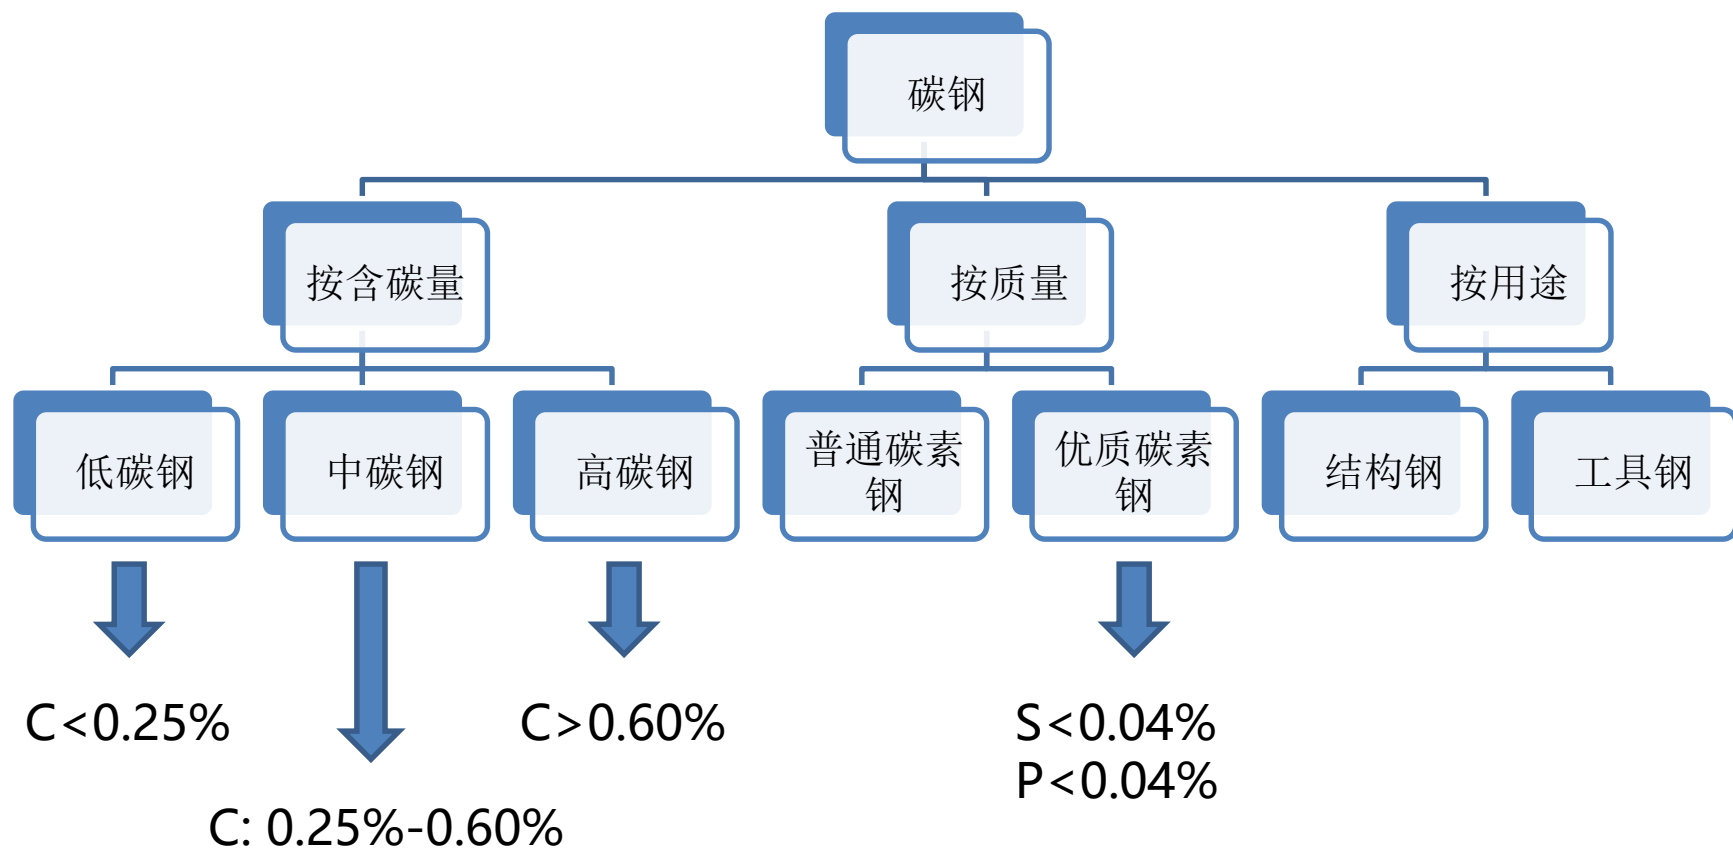 碳钢
按含碳量
按质量
按用途
低碳钢
中碳钢
高碳钢
普通碳素
钢
优质碳素
钢
结构钢
工具钢
C<0.25%
C>0.60%
S<0.04%
P<0.04%
C: 0.25%-0.60%